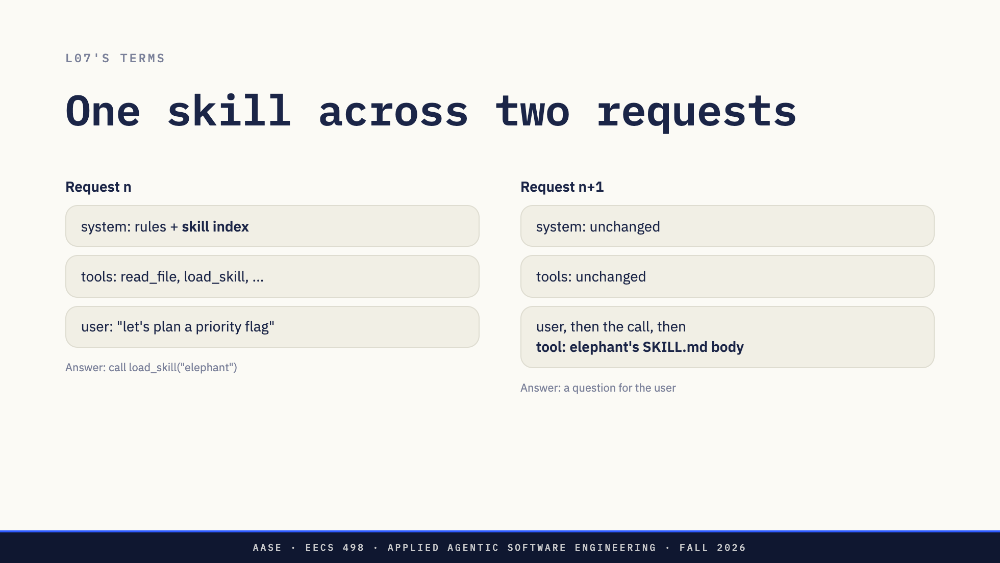 L07'S TERMS
One skill across two requests
Request n
system: rules + skill index
tools: read_file, load_skill, ...
user: "let's plan a priority flag"
Answer: call load_skill("elephant")
Request n+1
system: unchanged
tools: unchanged
user, then the call, then
tool: elephant's SKILL.md body
Answer: a question for the user
AASE · EECS 498 · APPLIED AGENTIC SOFTWARE ENGINEERING · FALL 2026